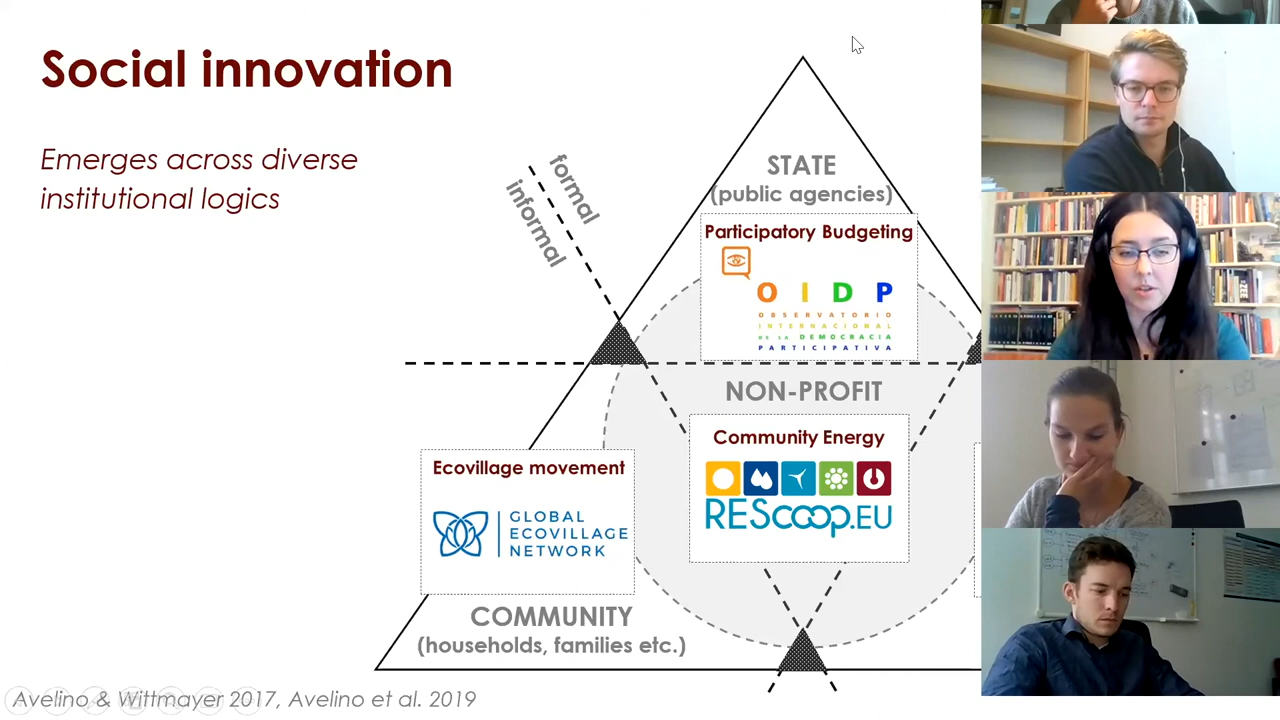 Social innovation
Emerges across diverse
institutional logics
formal
informal
STATE
(public agencies)
Participatory Budgeting
O I D P
OBSERVATORIO
INTERNACIONAL
DE LA DEMOCRACIA
PARTICIPATIVA
NON-PROFIT
Community Energy
REScoop.EU
Ecovillage movement
GLOBAL
ECOVILLAGE
NETWORK
COMMUNITY
(households, families etc.)
Avelino & Wittmayer 2017, Avelino et al. 2019